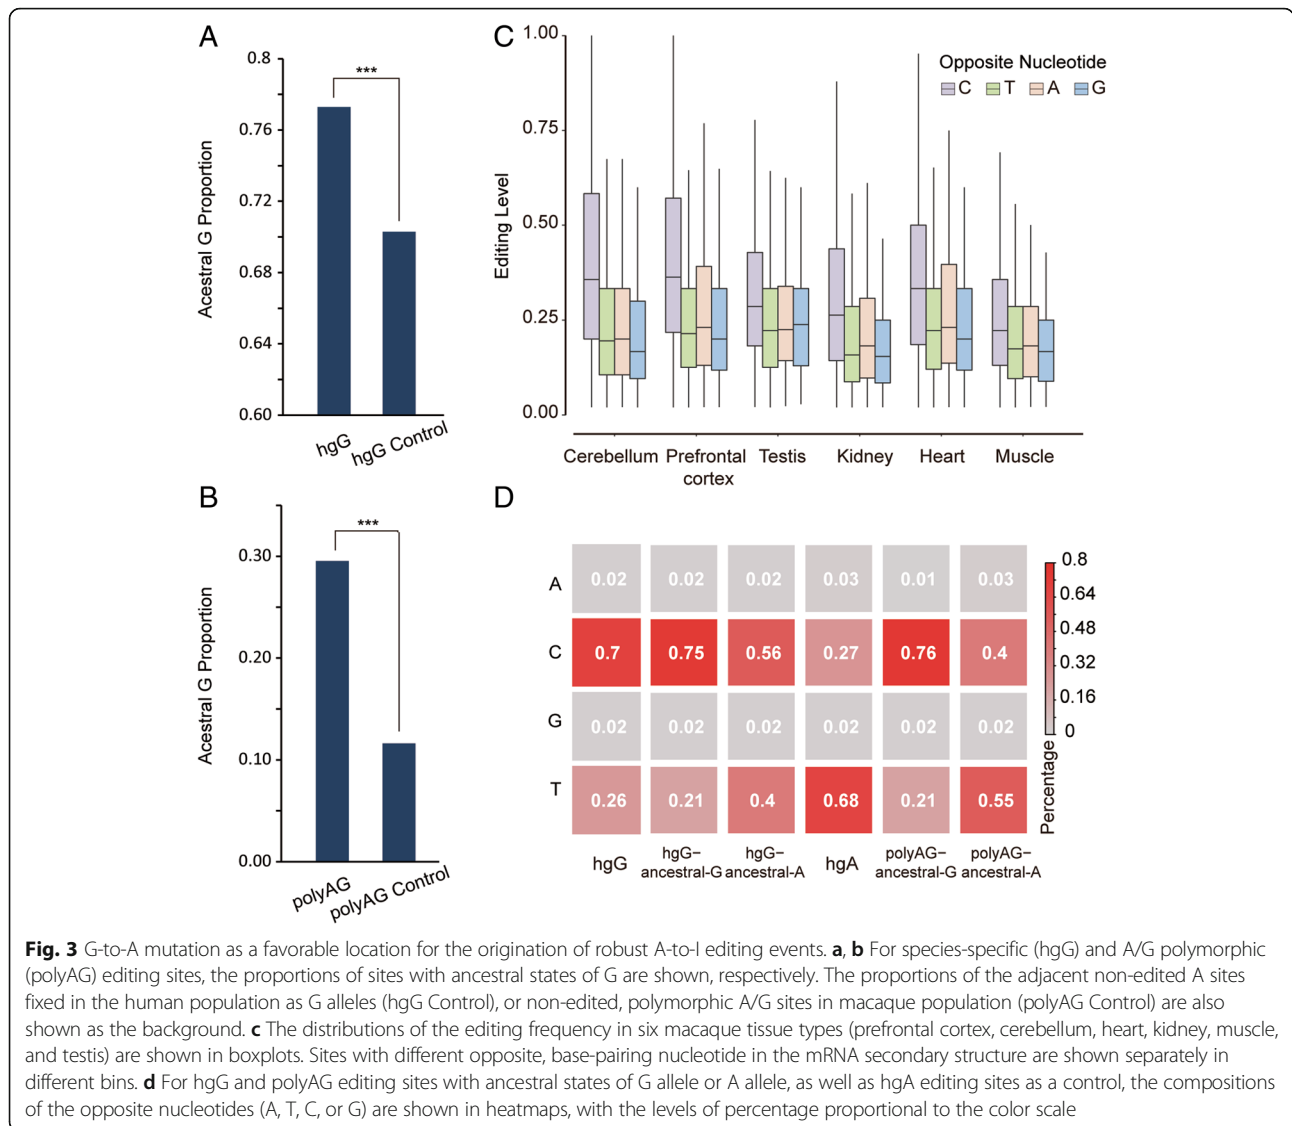 A
0.8
0.76
0.72
0.68
0.64
0.60
Acestral G Proportion
***
hgG
hgG Control
B
0.30
0.20
0.10
0.00
Acestral G Proportion
***
polyAG
polyAG Control
C
1.00
0.75
0.50
0.25
0.00
Editing Level
Opposite Nucleotide
C T A G
Cerebellum Prefrontal cortex Testis Kidney Heart Muscle
D
A 0.02 0.02 0.02 0.03 0.01 0.03
C 0.7 0.75 0.56 0.27 0.76 0.4
G 0.02 0.02 0.02 0.02 0.02 0.02
T 0.26 0.21 0.4 0.68 0.21 0.55
hgG hgG– ancestral-G hgG– ancestral-A hgA polyAG– ancestral-G polyAG– ancestral-A
0.8
0.64
0.48
0.32
0.16
0
Percentage
Fig. 3 G-to-A mutation as a favorable location for the origination of robust A-to-I editing events. a, b For species-specific (hgG) and A/G polymorphic
(polyAG) editing sites, the proportions of sites with ancestral states of G are shown, respectively. The proportions of the adjacent non-edited A sites
fixed in the human population as G alleles (hgG Control), or non-edited, polymorphic A/G sites in macaque population (polyAG Control) are also
shown as the background. c The distributions of the editing frequency in six macaque tissue types (prefrontal cortex, cerebellum, heart, kidney, muscle,
and testis) are shown in boxplots. Sites with different opposite, base-pairing nucleotide in the mRNA secondary structure are shown separately in
different bins. d For hgG and polyAG editing sites with ancestral states of G allele or A allele, as well as hgA editing sites as a control, the compositions
of the opposite nucleotides (A, T, C, or G) are shown in heatmaps, with the levels of percentage proportional to the color scale